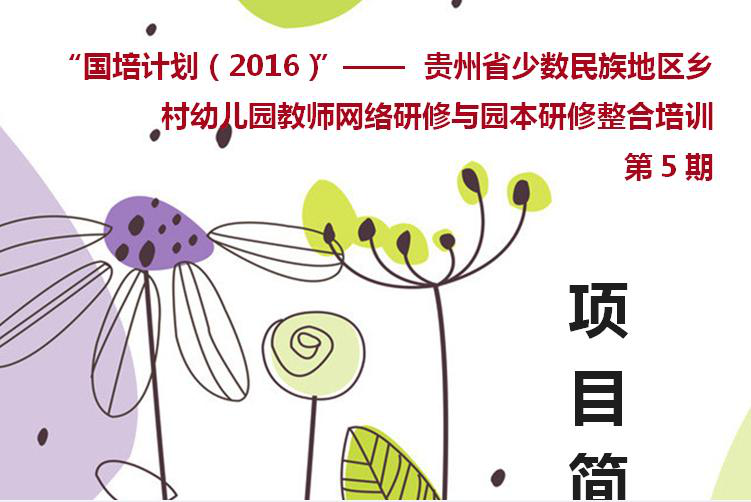 “国培计划（2016）”—— 贵州省少数民族地区乡
村幼儿园教师网络研修与园本研修整合培训
第5期
项
目
简